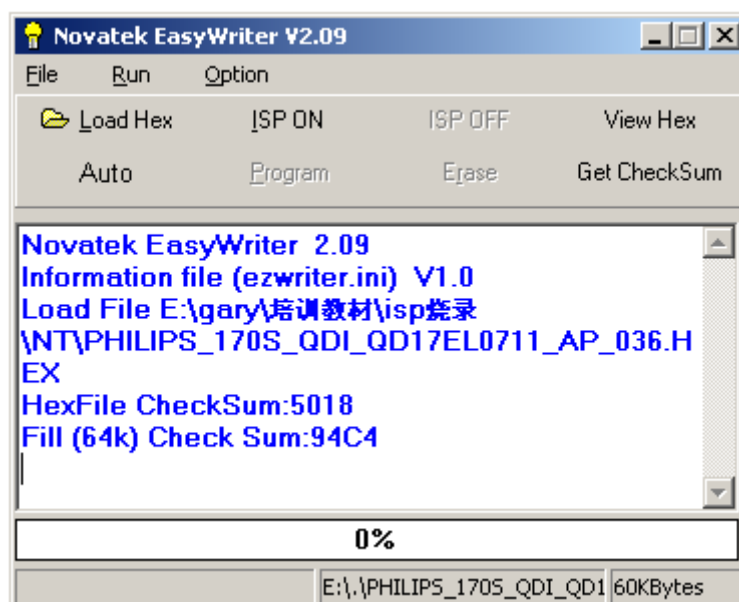 Novatek EasyWriter V2.09
File Run Option
Load Hex ISP ON ISP OFF View Hex
Auto Program Erase Get CheckSum
Novatek EasyWriter 2.09
Information file (ezwriter.ini) V1.0
Load File E:\gary\培训教材\isp烧录
\NT\PHILIPS_170S_QDI_QD17EL0711_AP_036.H
EX
HexFile CheckSum:5018
Fill (64k) Check Sum:94C4
0%
E:\.\PHILIPS_170S_QDI_QD1 60KBytes